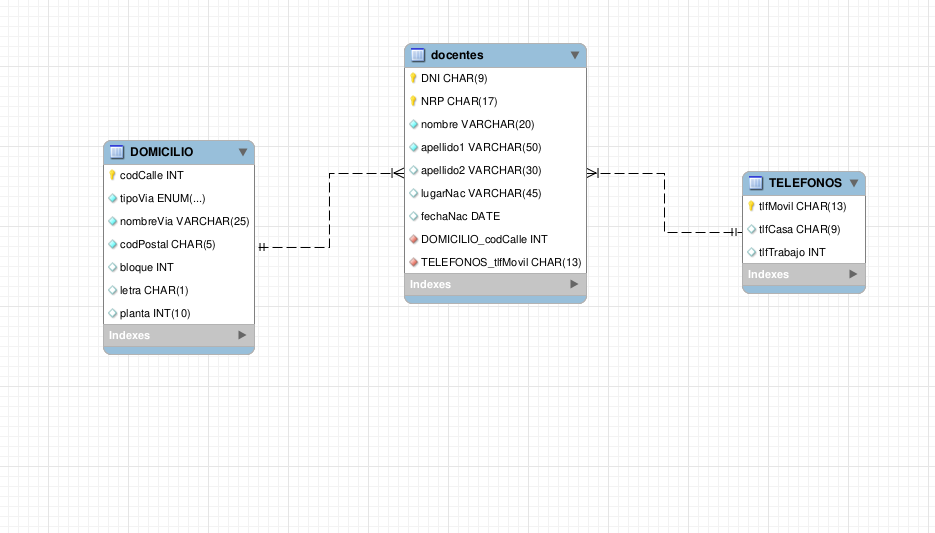 DOMICILIO
codCalle INT
tipoVia ENUM(...)
nombreVia VARCHAR(25)
codPostal CHAR(5)
bloque INT
letra CHAR(1)
planta INT(10)
Indexes
docentes
DNI CHAR(9)
NRP CHAR(17)
nombre VARCHAR(20)
apellido1 VARCHAR(50)
apellido2 VARCHAR(30)
lugarNac VARCHAR(45)
fechaNac DATE
DOMICILIO_codCalle INT
TELEFONOS_tlfMovil CHAR(13)
Indexes
TELEFONOS
tlfMovil CHAR(13)
tlfCasa CHAR(9)
tlfTrabajo INT
Indexes